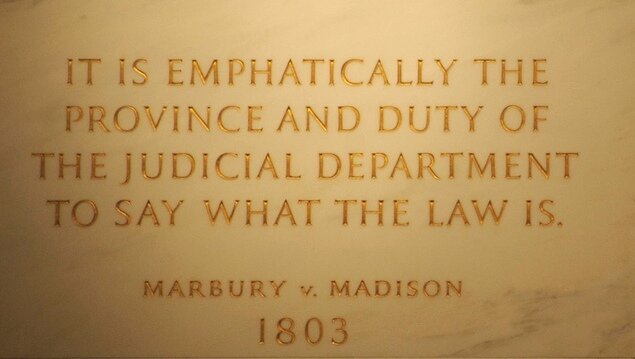 IT IS EMPHATICALLY THE
PROVINCE AND DUTY OF
THE JUDICIAL DEPARTMENT
TO SAY WHAT THE LAW IS.
MARBURY v. MADISON
1803